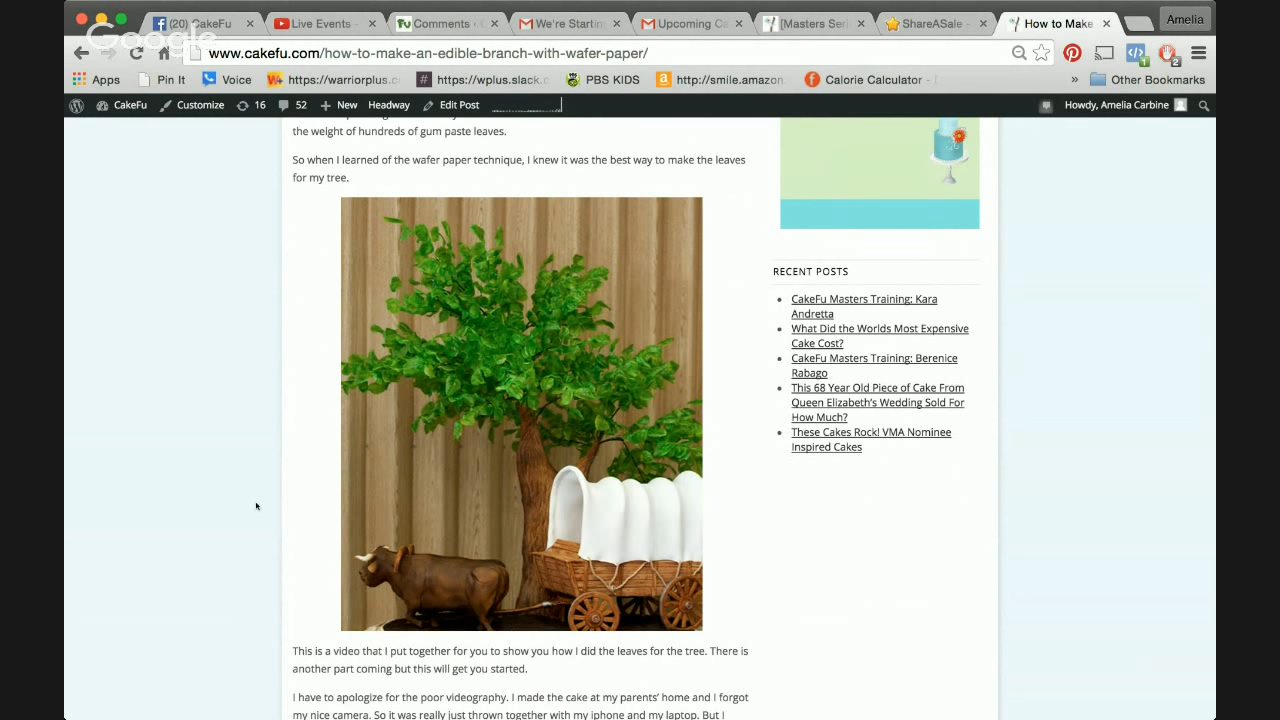 (20) CakeFu
Live Events -
Comments ‹ C
We're Startin
Upcoming Ca
[Masters Seri
ShareASale -
How to Make
Amelia
Google
www.cakefu.com/how-to-make-an-edible-branch-with-wafer-paper/
Apps
Pin It
Voice
https://warriorplus.c
https://wplus.slack.c
PBS KIDS
http://smile.amazon
Calorie Calculator -
»
Other Bookmarks
CakeFu
Customize
16
52
New
Headway
Edit Post
Howdy, Amelia Carbine
the weight of hundreds of gum paste leaves.
So when I learned of the wafer paper technique, I knew it was the best way to make the leaves
for my tree.
RECENT POSTS
CakeFu Masters Training: Kara
Andretta
What Did the Worlds Most Expensive
Cake Cost?
CakeFu Masters Training: Berenice
Rabago
This 68 Year Old Piece of Cake From
Queen Elizabeth's Wedding Sold For
How Much?
These Cakes Rock! VMA Nominee
Inspired Cakes
This is a video that I put together for you to show you how I did the leaves for the tree. There is
another part coming but this will get you started.
I have to apologize for the poor videography. I made the cake at my parents' home and I forgot
my nice camera. So it was really just thrown together with my iphone and my laptop. But I